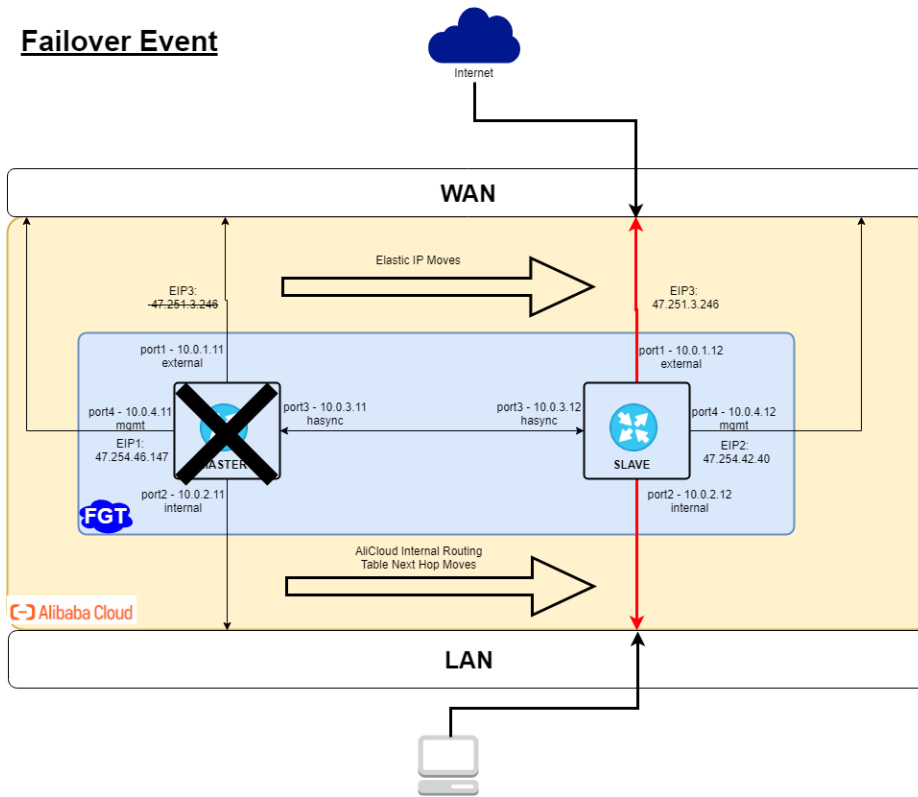 Failover Event
Internet
WAN
Elastic IP Moves
EIP3:
47.251.3.246
EIP3:
47.251.3.246
port1 - 10.0.1.11
external
port1 - 10.0.1.12
external
port4 - 10.0.4.11
mgmt
EIP1:
47.254.46.147
port3 - 10.0.3.11
hasync
port3 - 10.0.3.12
hasync
port4 - 10.0.4.12
mgmt
EIP2:
47.254.42.40
MASTER
SLAVE
port2 - 10.0.2.11
internal
port2 - 10.0.2.12
internal
FGT
AliCloud Internal Routing
Table Next Hop Moves
(-) Alibaba Cloud
LAN